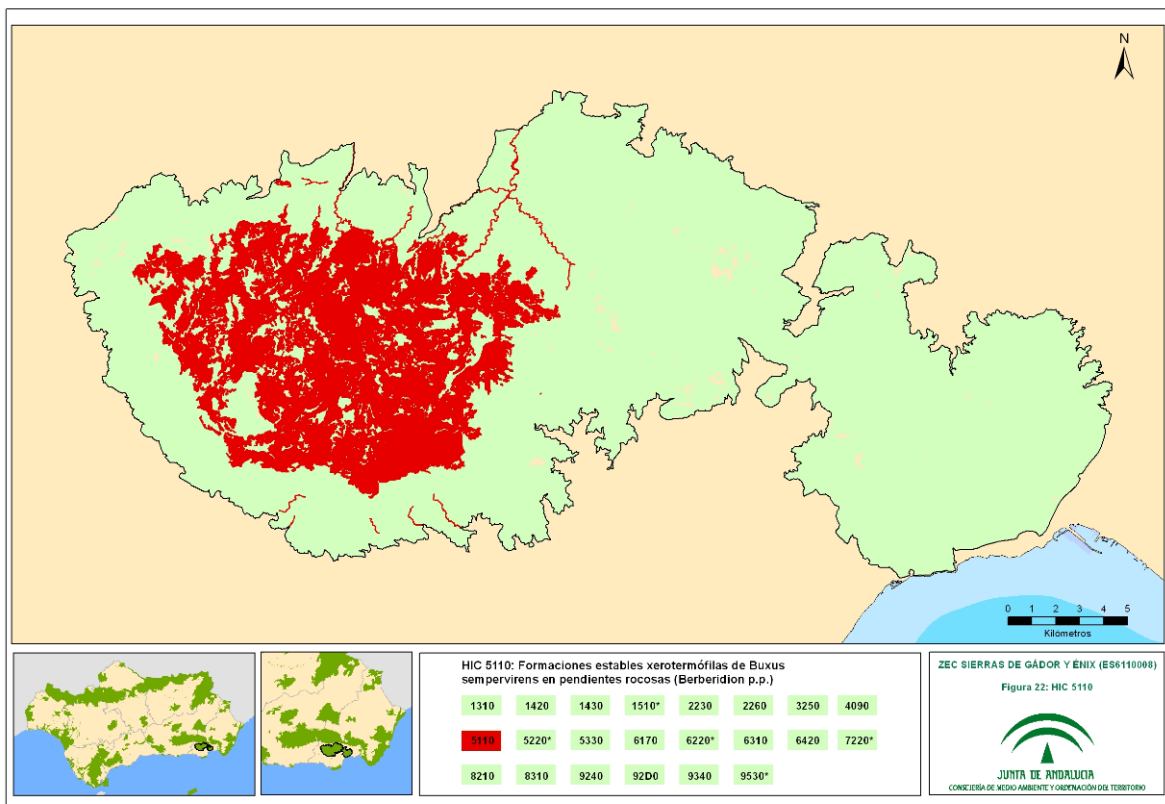 N
0 1 2 3 4 5
Kilómetros
HIC 5110: Formaciones estables xerotermófilas de Buxus
sempervirens en pendientes rocosas (Berberidion p.p.)
1310 1420 1430 1510* 2230 2260 3250 4090
5110 5220* 5330 6170 6220* 6310 6420 7220*
8210 8310 9240 92D0 9340 9530*
ZEC SIERRAS DE GÁDOR Y ÉNIX (ES6110008)
Figura 22: HIC 5110
JUNTA DE ANDALUCIA
CONSEJERÍA DE MEDIO AMBIENTE Y ORDENACIÓN DEL TERRITORIO